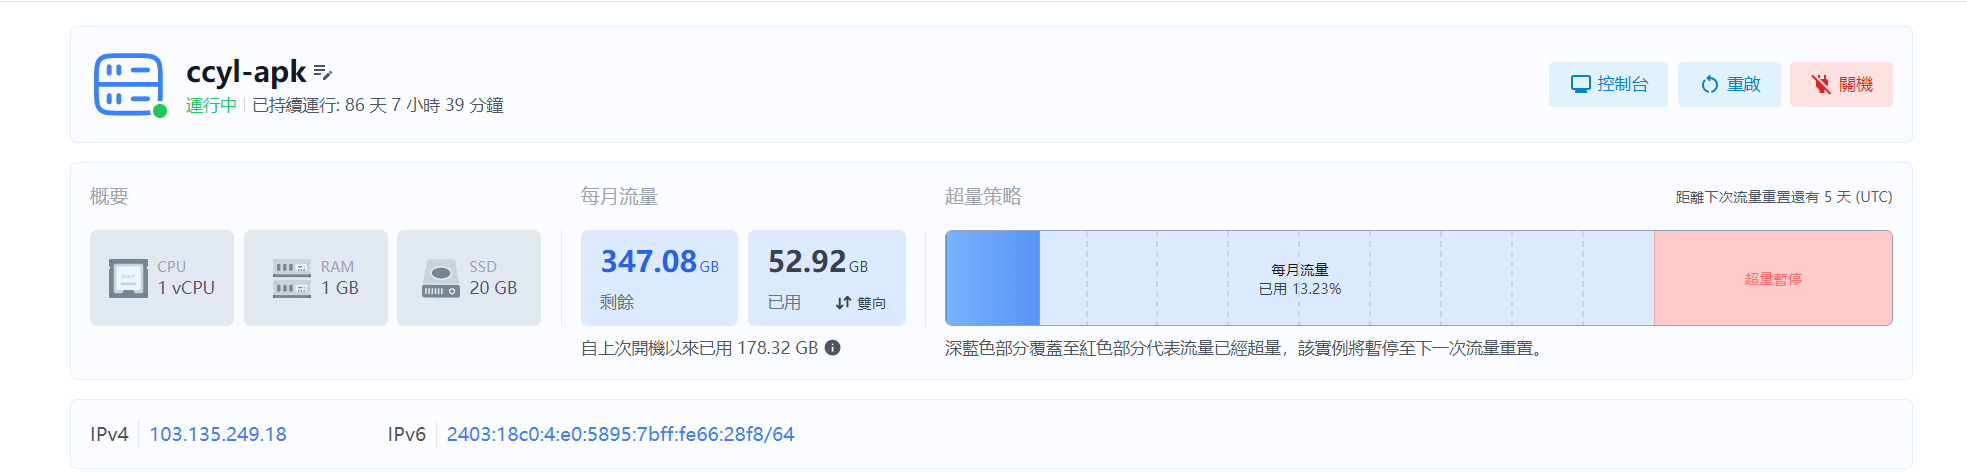 ccyl-apk
運行中 已持續運行: 86 天 7 小時 39 分鐘
控制台 重啟 關機
概要
CPU
1 vCPU
RAM
1 GB
SSD
20 GB
每月流量
347.08 GB
剩餘
52.92 GB
已用 雙向
自上次開機以來已用 178.32 GB
超量策略
距離下次流量重置還有 5 天 (UTC)
每月流量
已用 13.23%
超量暫停
深藍色部分覆蓋至紅色部分代表流量已經超量，該實例將暫停至下一次流量重置。
IPv4 103.135.249.18
IPv6 2403:18c0:4:e0:5895:7bff:fe66:28f8/64